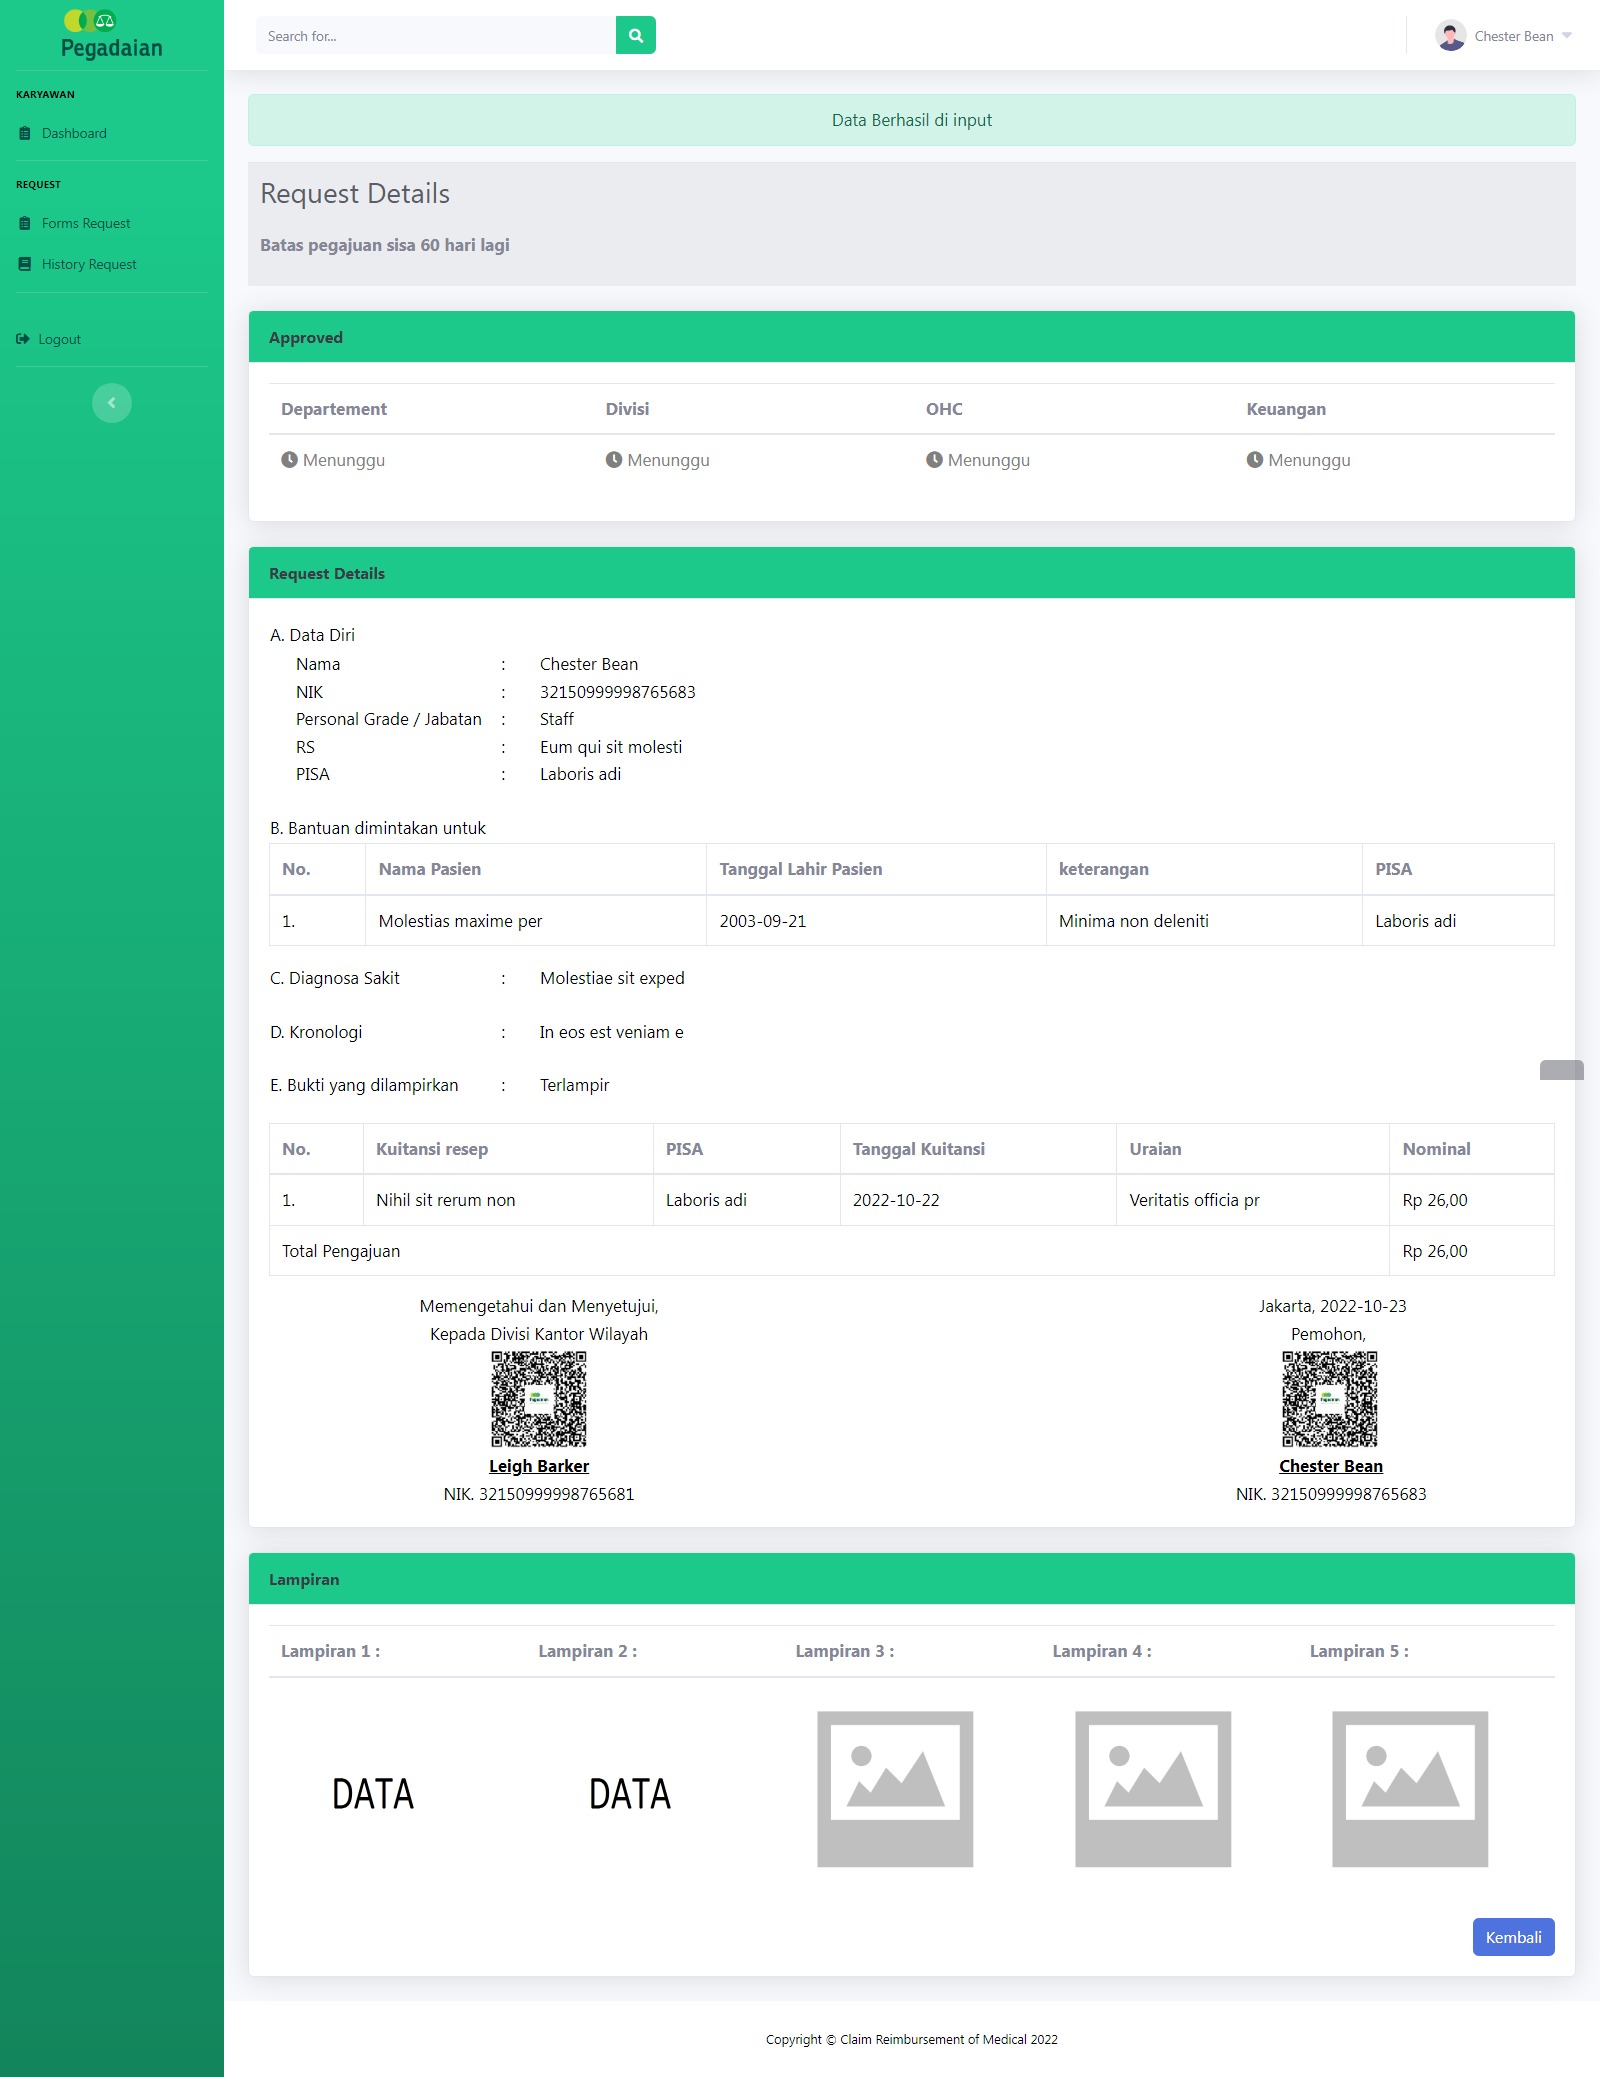 Pegadaian
Search for...
Chester Bean
KARYAWAN
Dashboard
REQUEST
Forms Request
History Request
Logout
Data Berhasil di input
Request Details
Batas pegajuan sisa 60 hari lagi
Approved
Departement Divisi OHC Keuangan
Menunggu Menunggu Menunggu Menunggu
Request Details
A. Data Diri
Nama : Chester Bean
NIK : 32150999998765683
Personal Grade / Jabatan : Staff
RS : Eum qui sit molesti
PISA : Laboris adi
B. Bantuan dimintakan untuk
No. Nama Pasien Tanggal Lahir Pasien keterangan PISA
1. Molestias maxime per 2003-09-21 Minima non deleniti Laboris adi
C. Diagnosa Sakit : Molestiae sit exped
D. Kronologi : In eos est veniam e
E. Bukti yang dilampirkan : Terlampir
No. Kuitansi resep PISA Tanggal Kuitansi Uraian Nominal
1. Nihil sit rerum non Laboris adi 2022-10-22 Veritatis officia pr Rp 26,00
Total Pengajuan Rp 26,00
Memengetahui dan Menyetujui,
Kepada Divisi Kantor Wilayah
Leigh Barker
NIK. 32150999998765681
Jakarta, 2022-10-23
Pemohon,
Chester Bean
NIK. 32150999998765683
Lampiran
Lampiran 1 : Lampiran 2 : Lampiran 3 : Lampiran 4 : Lampiran 5 :
DATA DATA
Kembali
Copyright © Claim Reimbursement of Medical 2022